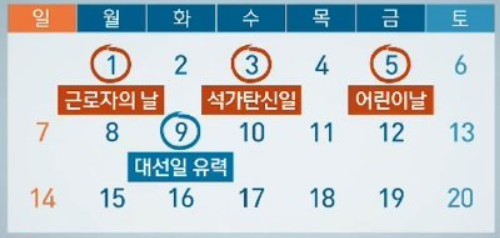 일 월 화 수 목 금 토
1 2 3 4 5 6
근로자의 날 석가탄신일 어린이날
7 8 9 10 11 12 13
대선일 유력
14 15 16 17 18 19 20